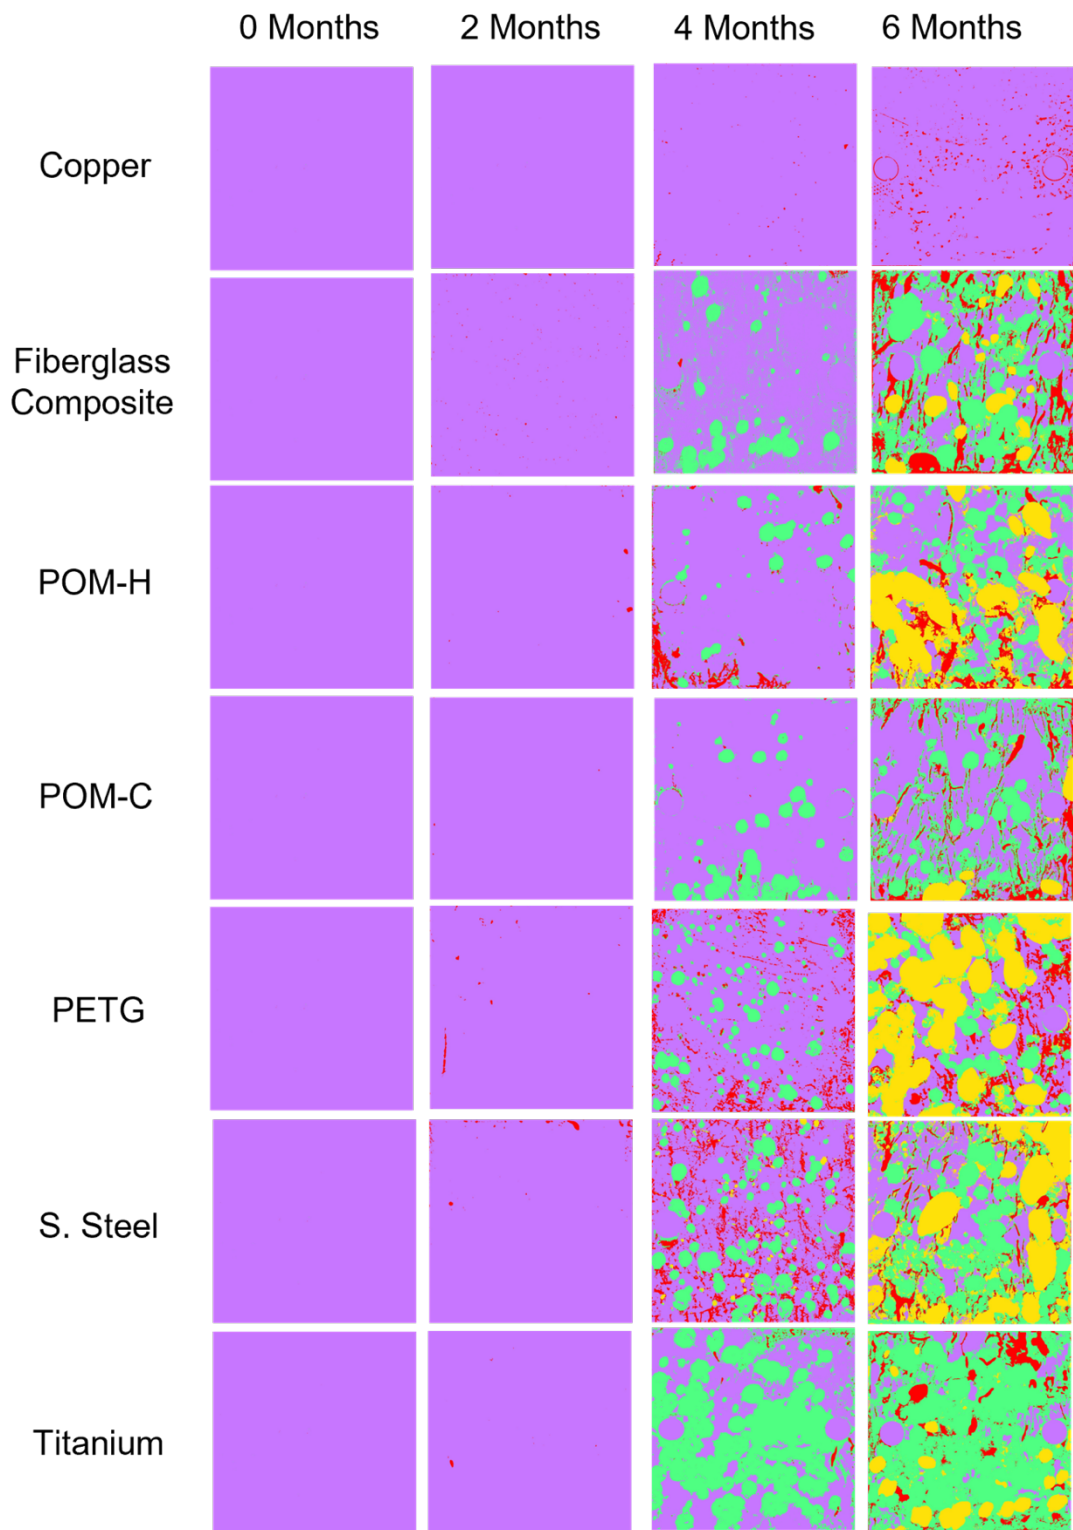 0 Months 2 Months 4 Months 6 Months
Copper
Fiberglass
Composite
POM-H
POM-C
PETG
S. Steel
Titanium